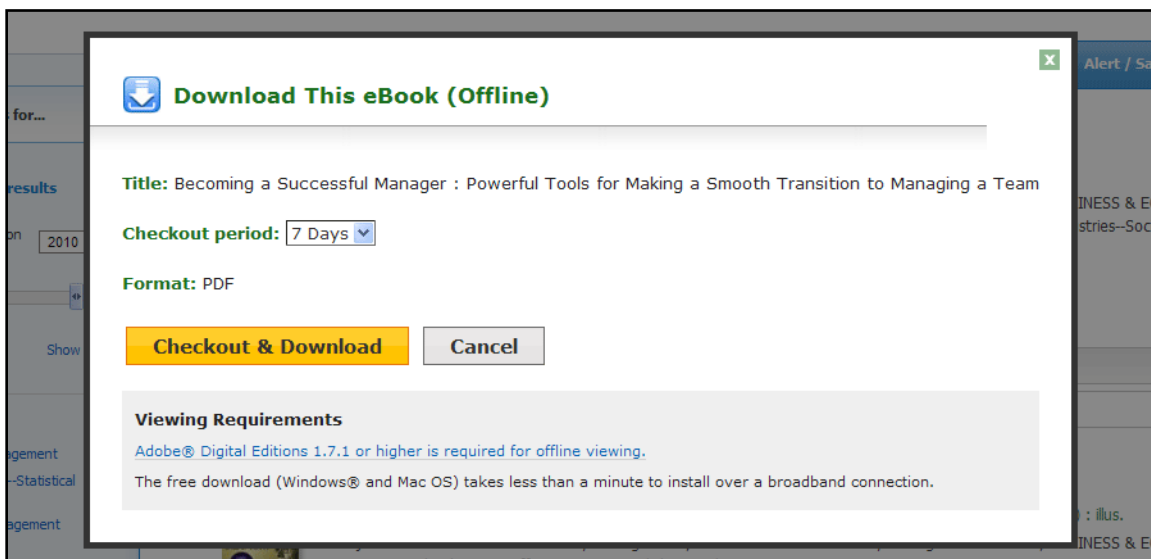 Alert / Sa
Download This eBook (Offline)
for...
results
Title: Becoming a Successful Manager : Powerful Tools for Making a Smooth Transition to Managing a Team
INESS & E
on 2010
stries--Soc
Checkout period: 7 Days
Format: PDF
Show
Checkout & Download Cancel
Viewing Requirements
Adobe® Digital Editions 1.7.1 or higher is required for offline viewing.
agement
--Statistical
The free download (Windows® and Mac OS) takes less than a minute to install over a broadband connection.
) : illus.
agement
INESS & E